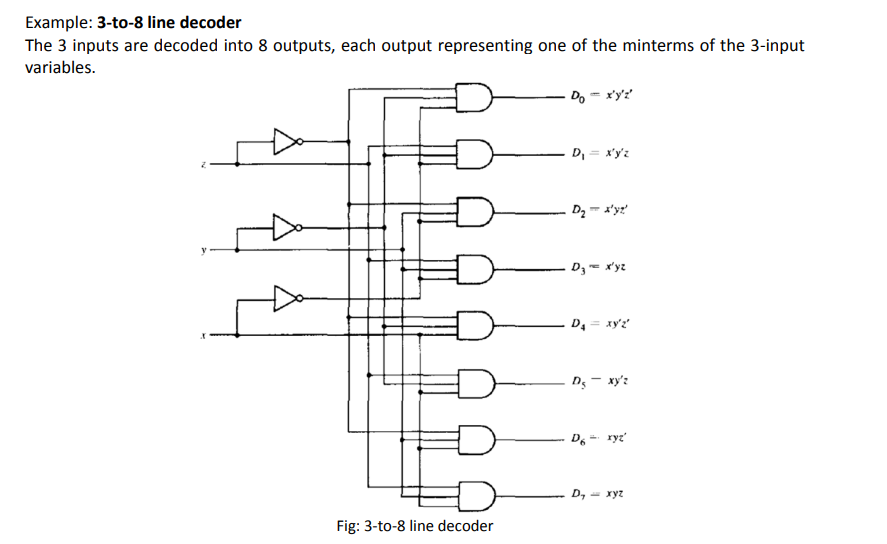 Example: 3-to-8 line decoder
The 3 inputs are decoded into 8 outputs, each output representing one of the minterms of the 3-input
variables.
D₀ = x'y'z'
z
D₁ = x'y'z
D₂ = x'yz'
y
D₃ = x'yz
D₄ = xy'z'
x
D₅ = xy'z
D₆ = xyz'
D₇ = xyz
Fig: 3-to-8 line decoder